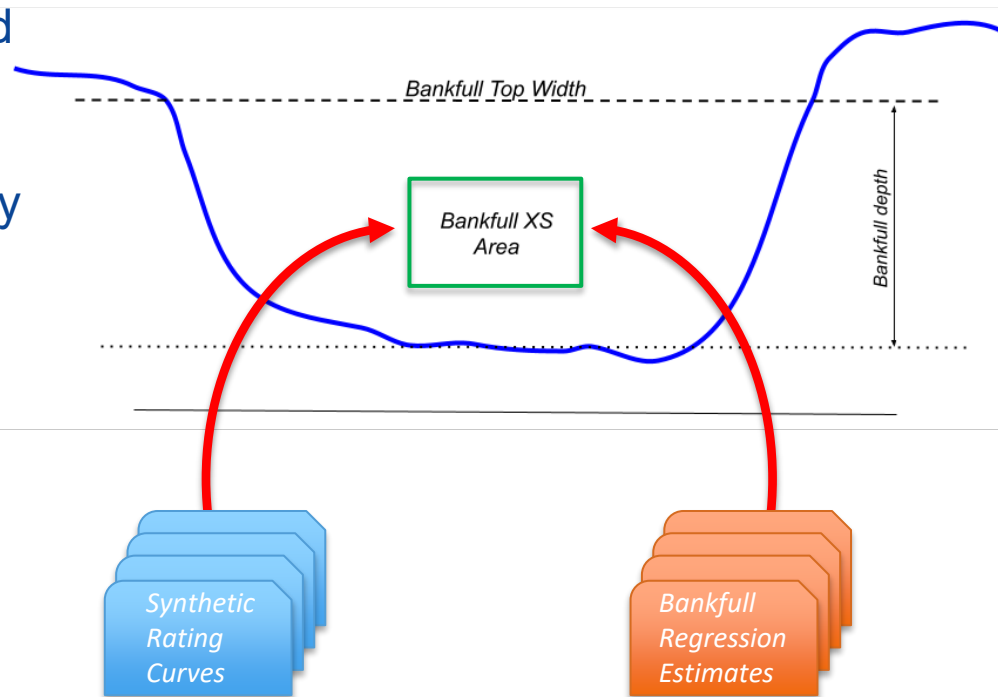 d
Bankfull Top Width
y
Bankfull XS
Area
Bankfull depth
Synthetic
Rating
Curves
Bankfull
Regression
Estimates